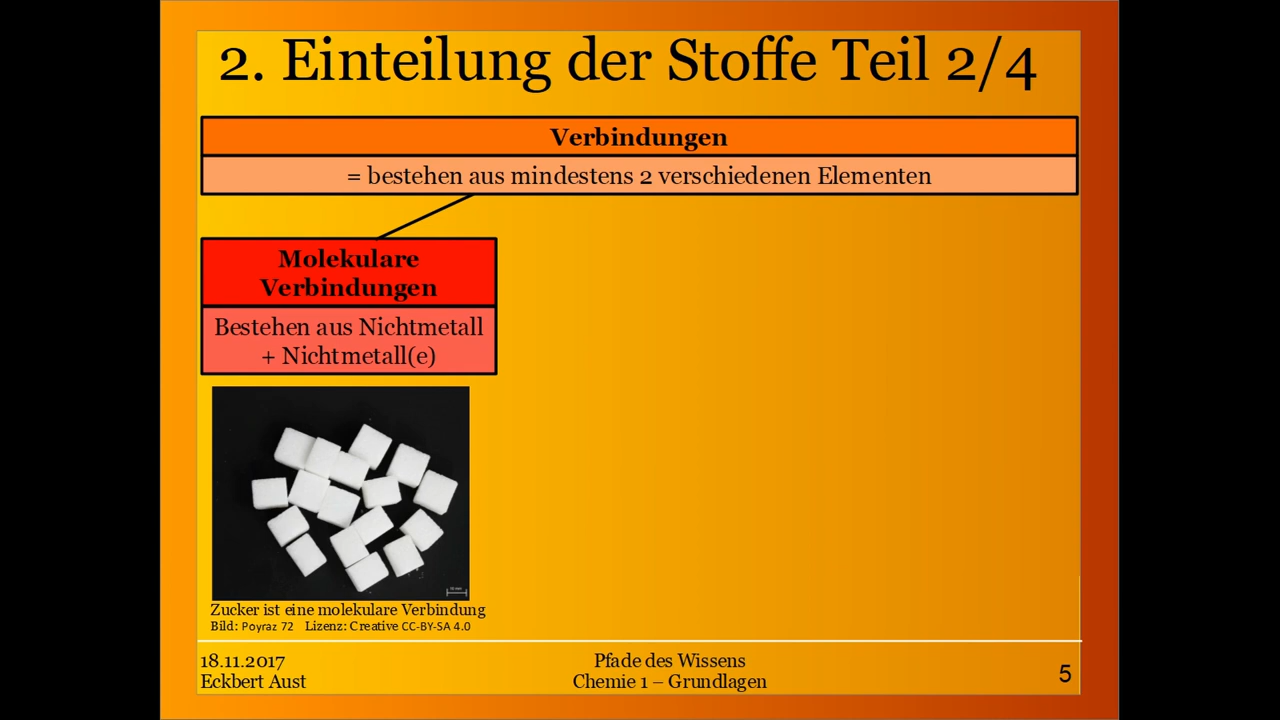 2. Einteilung der Stoffe Teil 2/4
Verbindungen
= bestehen aus mindestens 2 verschiedenen Elementen
Molekulare
Verbindungen
Bestehen aus Nichtmetall
+ Nichtmetall(e)
Zucker ist eine molekulare Verbindung
Bild: Poyraz 72 Lizenz: Creative CC-BY-SA 4.0
18.11.2017
Eckbert Aust
Pfade des Wissens
Chemie 1 – Grundlagen
5